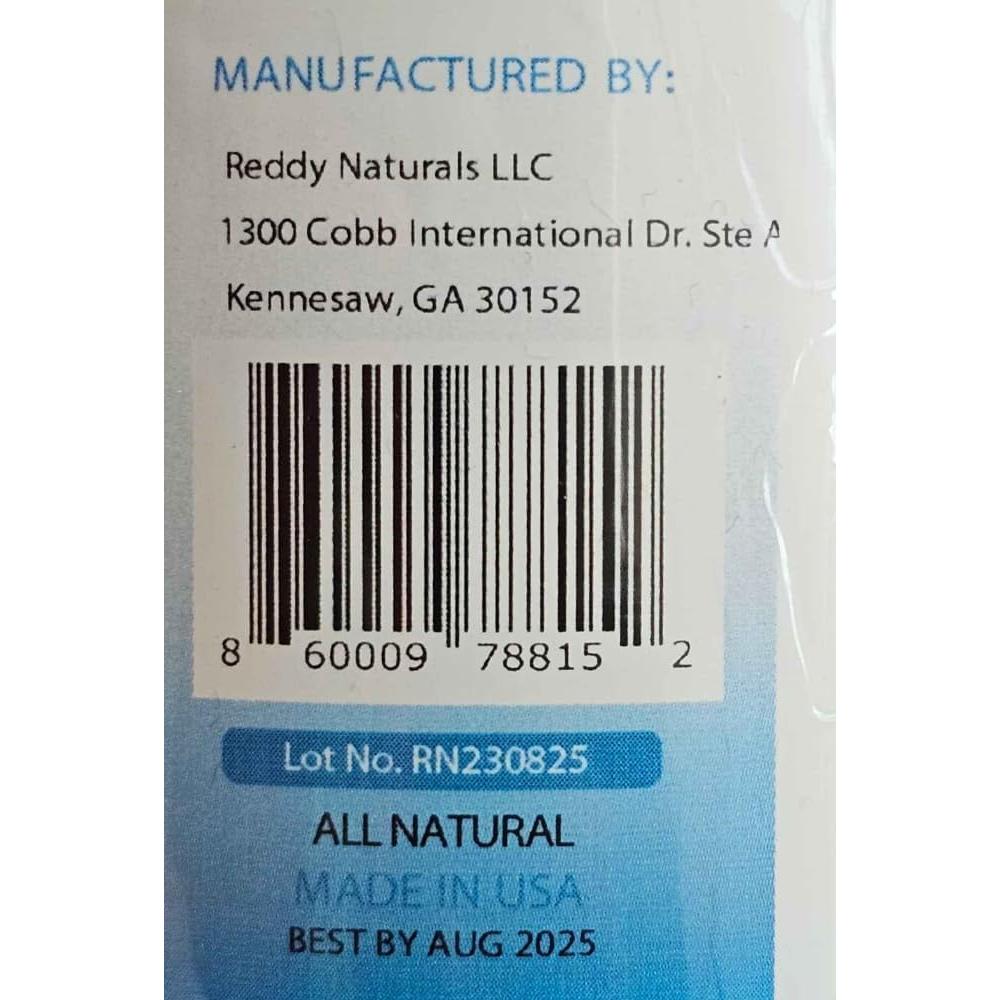 MANUFACTURED BY:
Reddy Naturals LLC
1300 Cobb International Dr. Ste A
Kennesaw, GA 30152
8 60009 78815 2
Lot No. RN230825
ALL NATURAL
MADE IN USA
BEST BY AUG 2025